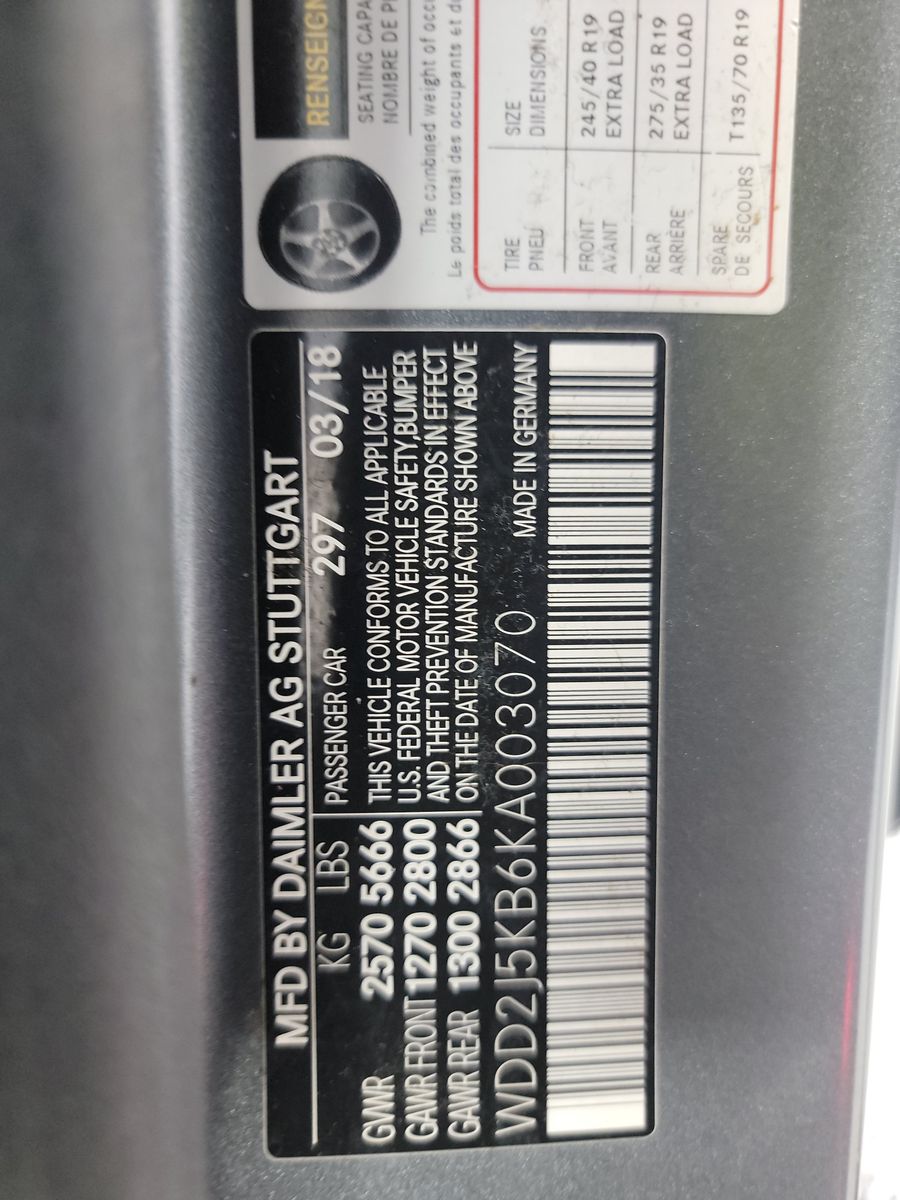 MFD BY DAIMLER AG STUTTGART
KG LBS PASSENGER CAR 297 03/18
GWWR 2570 5666
GAWR FRONT 1270 2800
GAWR REAR 1300 2866
THIS VEHICLE CONFORMS TO ALL APPLICABLE
U.S. FEDERAL MOTOR VEHICLE SAFETY,BUMPER
AND THEFT PREVENTION STANDARDS IN EFFECT
ON THE DATE OF MANUFACTURE SHOWN ABOVE
WDD2J5KB6KA003070 MADE IN GERMANY
RENSEIGN
SEATING CAPA
NOMBRE DE
The combined weight of occu
Le poids total des occupants et du
TIRE SIZE
PNEU DIMENSIONS
FRONT 245/40 R19
AVANT EXTRA LOAD
REAR 275/35 R19
ARRIÈRE EXTRA LOAD
SPARE T135/70 R19
DE SECOURS